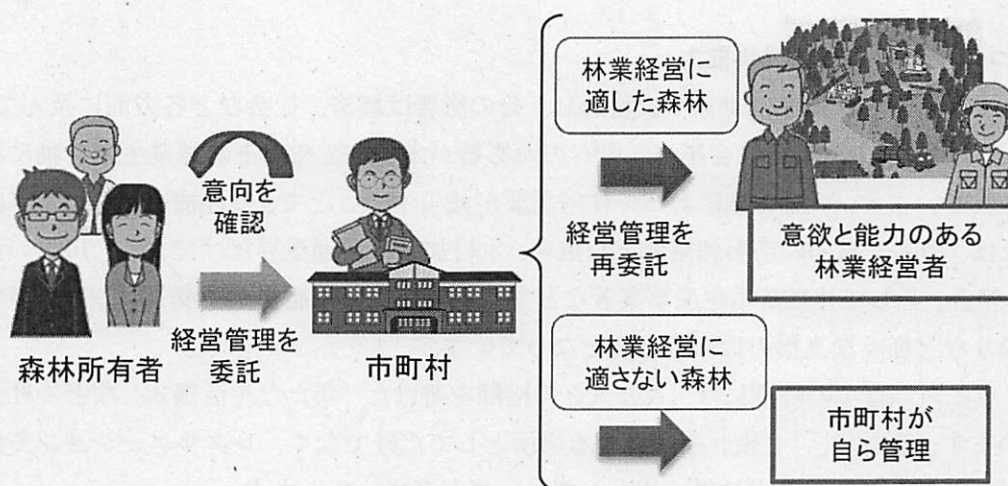 意向を
確認
経営管理を
委託
森林所有者
市町村
林業経営に
適した森林
経営管理を
再委託
意欲と能力のある
林業経営者
林業経営に
適さない森林
市町村が
自ら管理